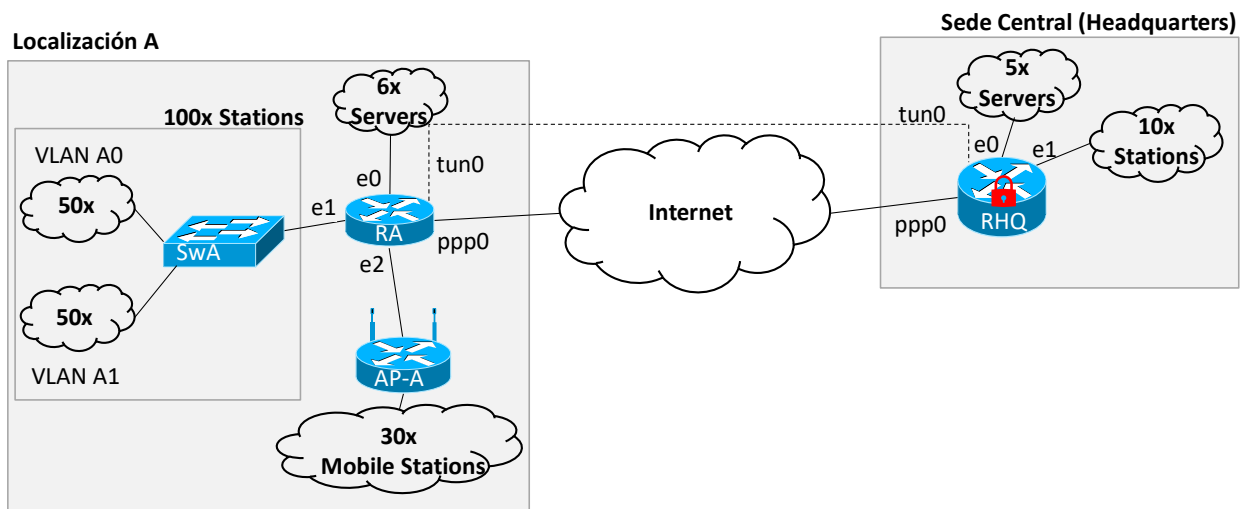 Localización A
Sede Central (Headquarters)
6x
Servers
5x
Servers
100x Stations
tun0
tun0
10x
Stations
VLAN A0
e0
e0
e1
50x
e1
Internet
SwA
RA
ppp0
ppp0
RHQ
e2
50x
VLAN A1
AP-A
30x
Mobile Stations